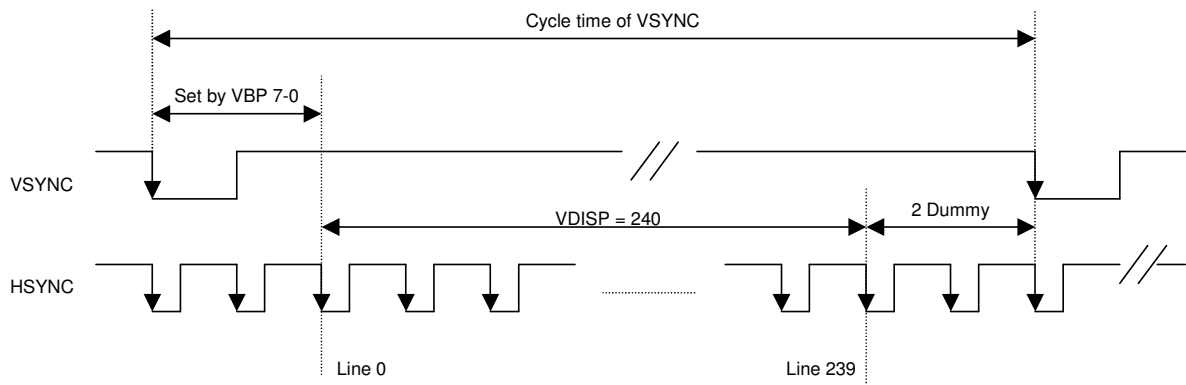 Cycle time of VSYNC
Set by VBP 7-0
VSYNC
VDISP = 240
2 Dummy
HSYNC
Line 0
Line 239